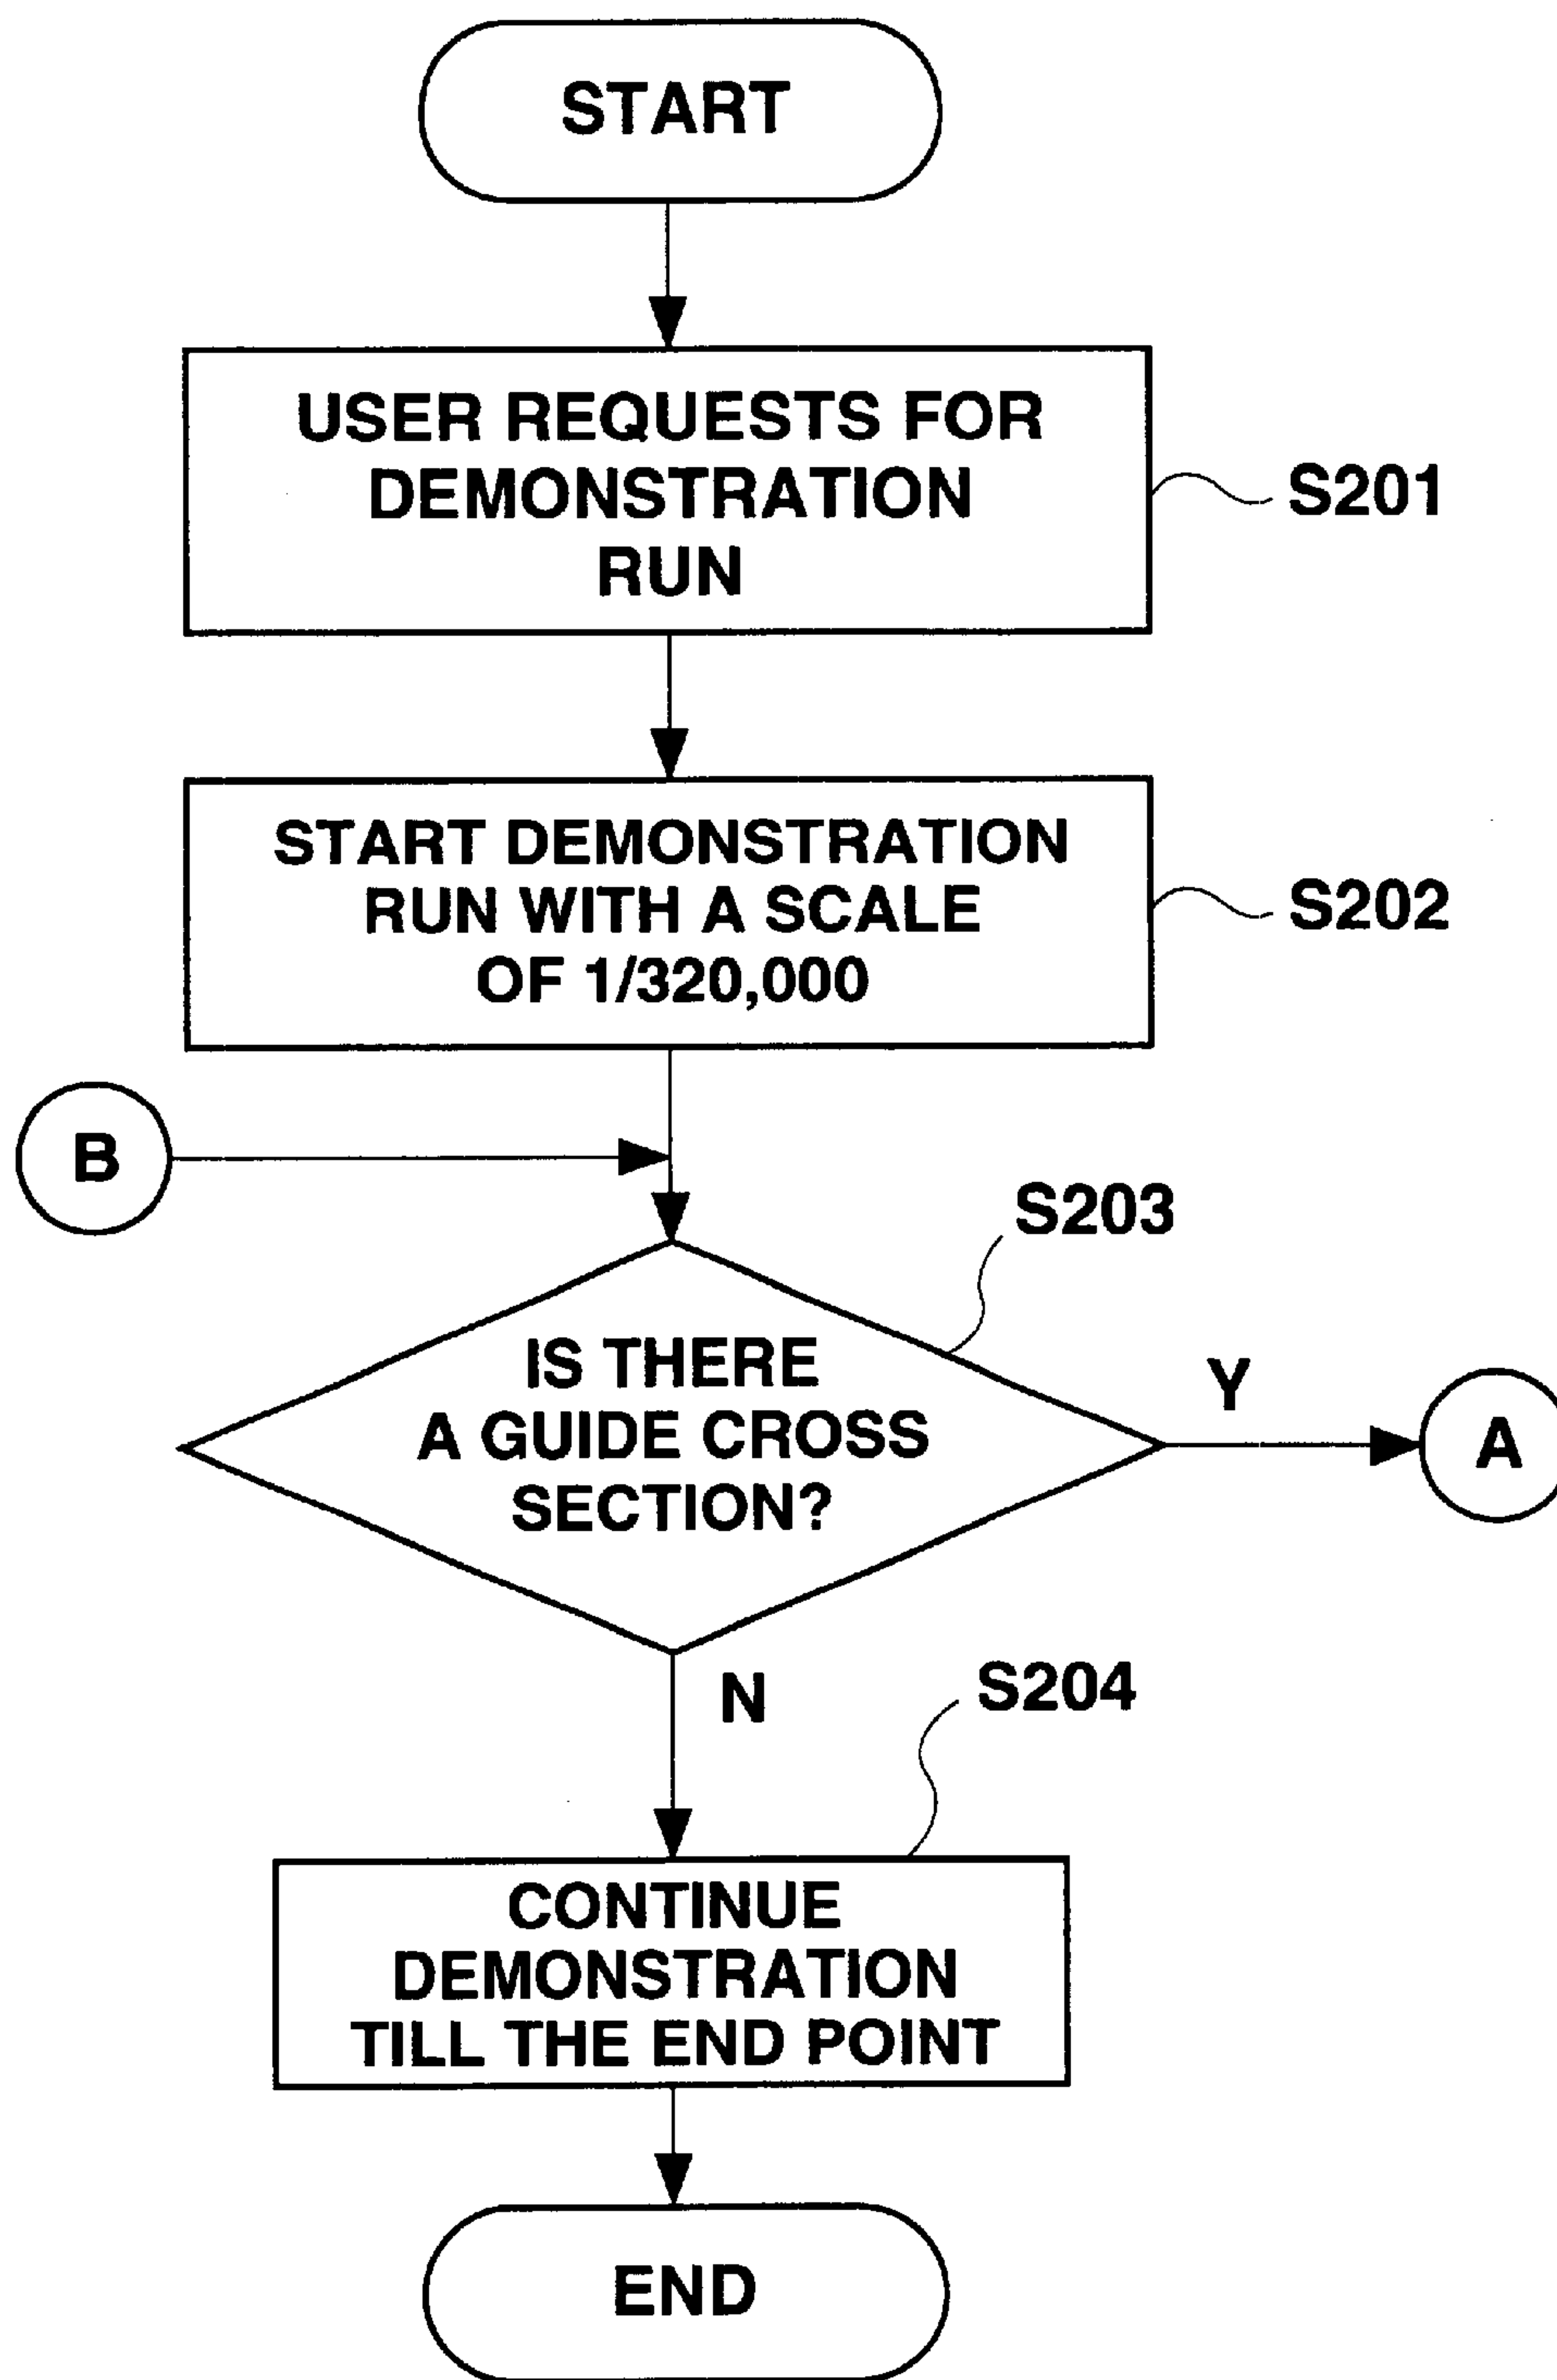 START
USER REQUESTS FOR
DEMONSTRATION
RUN
S201
START DEMONSTRATION
RUN WITH A SCALE
OF 1/320,000
S202
B
S203
IS THERE
A GUIDE CROSS
SECTION?
Y
A
N
S204
CONTINUE
DEMONSTRATION
TILL THE END POINT
END